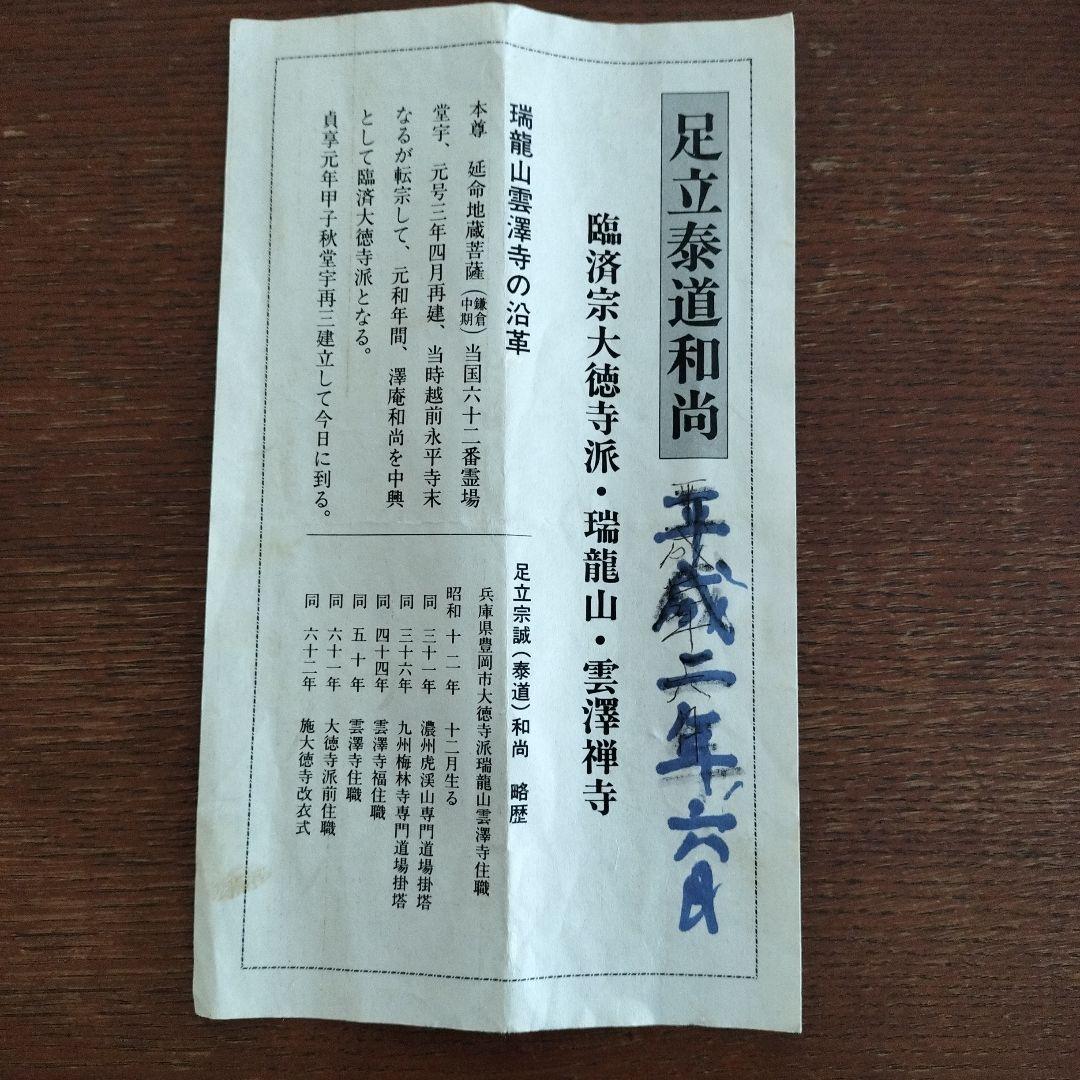 足立泰道和尚
平成二年六月
臨済宗大徳寺派・瑞龍山・雲澤禅寺
瑞龍山雲澤寺の沿革
本尊 延命地蔵菩薩(鎌倉中期)当国六十二番霊場
堂宇、元号三年四月再建、当時越前永平寺末
なるが転宗して、元和年間、澤庵和尚を中興
として臨済大徳寺派となる。
貞享元年甲子秋堂宇再三建立して今日に到る。
足立宗誠(泰道)和尚 略歴
兵庫県豊岡市大徳寺派瑞龍山雲澤寺住職
昭和 十二年 十二月生る
同 三十一年 濃州虎渓山専門道場掛塔
同 三十六年 九州梅林寺専門道場掛塔
同 四十四年 雲澤寺福住職
同 五十年 雲澤寺住職
同 六十一年 大徳寺派前住職
同 六十二年 施大徳寺改衣式